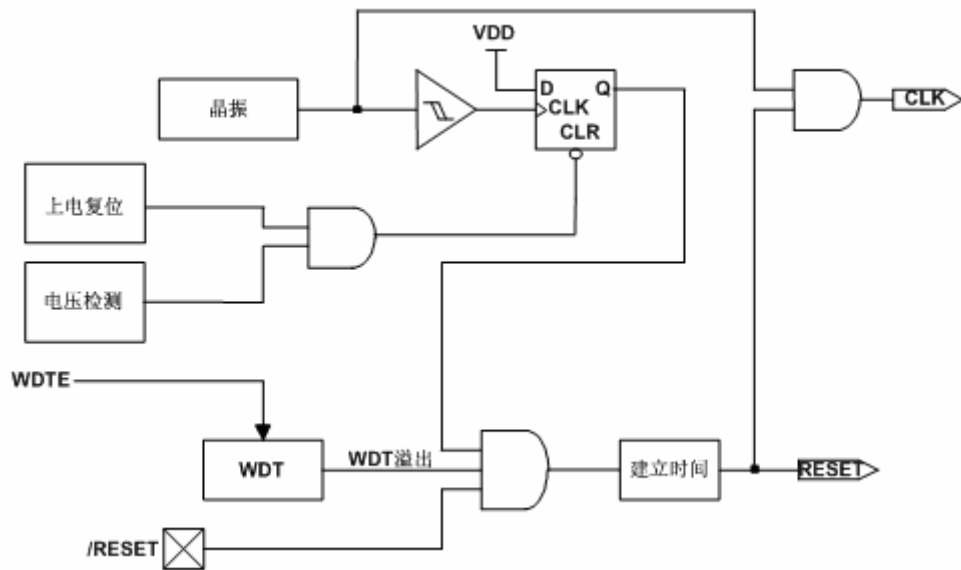 VDD
晶振
D
Q
CLK
CLR
CLK
上电复位
电压检测
WDTE
WDT
WDT溢出
建立时间
RESET
/RESET